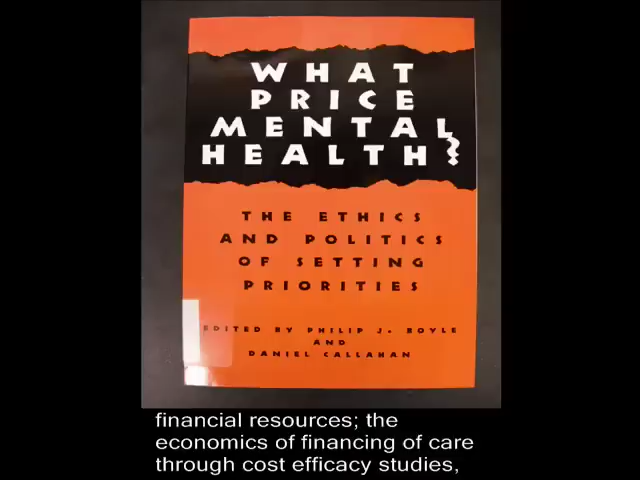 WHAT
PRICE
MENTAL
HEALTH?
THE ETHICS
AND POLITICS
OF SETTING
PRIORITIES
EDITED BY PHILIP J. BOYLE
AND
DANIEL CALLAHAN
financial resources; the
economics of financing of care
through cost efficacy studies,